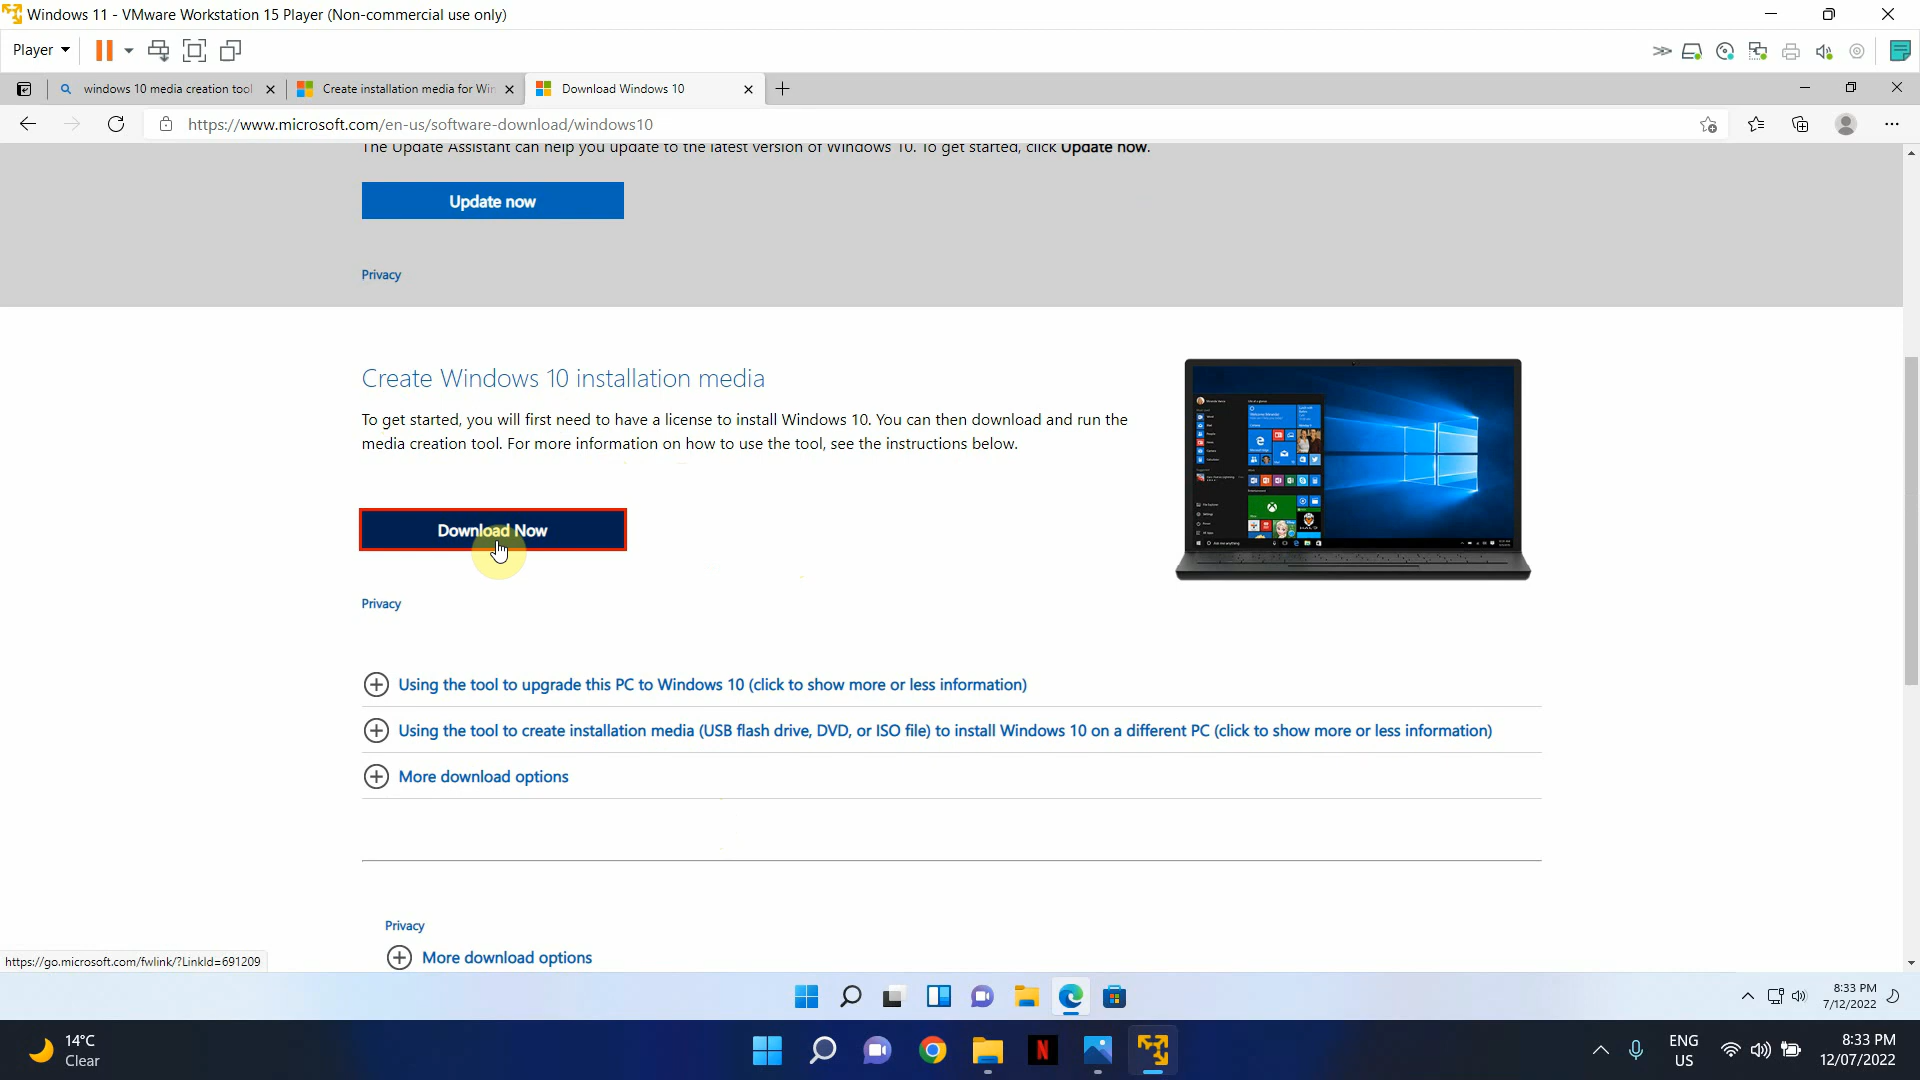 Windows 11 - VMware Workstation 15 Player (Non-commercial use only)
Player
windows 10 media creation tool
Create installation media for Win
Download Windows 10
https://www.microsoft.com/en-us/software-download/windows10
The Update Assistant can help you update to the latest version of Windows 10. To get started, click Update now.
Update now
Privacy
Create Windows 10 installation media
To get started, you will first need to have a license to install Windows 10. You can then download and run the
media creation tool. For more information on how to use the tool, see the instructions below.
Download Now
Privacy
Using the tool to upgrade this PC to Windows 10 (click to show more or less information)
Using the tool to create installation media (USB flash drive, DVD, or ISO file) to install Windows 10 on a different PC (click to show more or less information)
More download options
Privacy
More download options
https://go.microsoft.com/fwlink/?LinkId=691209
8:33 PM
7/12/2022
14°C
Clear
N
ENG
US
8:33 PM
12/07/2022